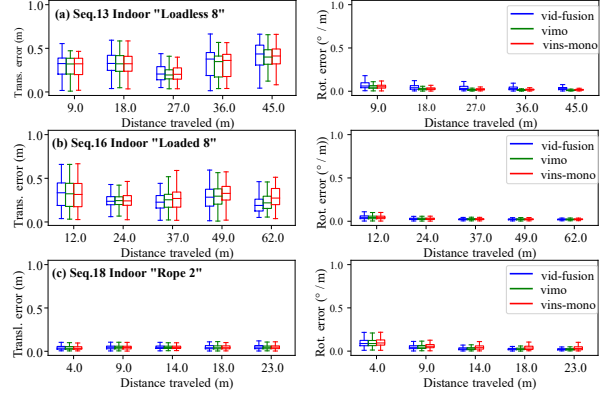 (a) Seq.13 Indoor "Loadless 8"
Trans. error (m)
1.0
0.5
0.0
9.0 18.0 27.0 36.0 45.0
Distance traveled (m)
Rot. error (° / m)
1.0
0.5
0.0
vid-fusion
vimo
vins-mono
9.0 18.0 27.0 36.0 45.0
Distance traveled (m)
(b) Seq.16 Indoor "Loaded 8"
Trans. error (m)
1.0
0.5
0.0
12.0 24.0 37.0 49.0 62.0
Distance traveled (m)
Rot. error (° / m))
1.0
0.5
0.0
vid-fusion
vimo
vins-mono
12.0 24.0 37.0 49.0 62.0
Distance traveled (m)
(c) Seq.18 Indoor "Rope 2"
Transl. error (m)
1.0
0.5
0.0
4.0 9.0 14.0 18.0 23.0
Distance traveled (m)
Rot. error (° / m)
1.0
0.5
0.0
vid-fusion
vimo
vins-mono
4.0 9.0 14.0 18.0 23.0
Distance traveled (m)